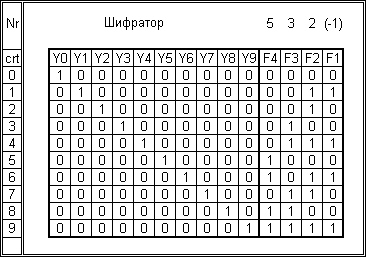 Nr Шифратор 5 3 2 (-1)
crt Y0 Y1 Y2 Y3 Y4 Y5 Y6 Y7 Y8 Y9 F4 F3 F2 F1
0 1 0 0 0 0 0 0 0 0 0 0 0 0 0
1 0 1 0 0 0 0 0 0 0 0 0 0 1 1
2 0 0 1 0 0 0 0 0 0 0 0 0 1 0
3 0 0 0 1 0 0 0 0 0 0 0 1 0 0
4 0 0 0 0 1 0 0 0 0 0 0 1 1 1
5 0 0 0 0 0 1 0 0 0 0 1 0 0 0
6 0 0 0 0 0 0 1 0 0 0 1 0 1 1
7 0 0 0 0 0 0 0 1 0 0 0 1 1 0
8 0 0 0 0 0 0 0 0 1 0 1 1 0 0
9 0 0 0 0 0 0 0 0 0 1 1 1 1 1